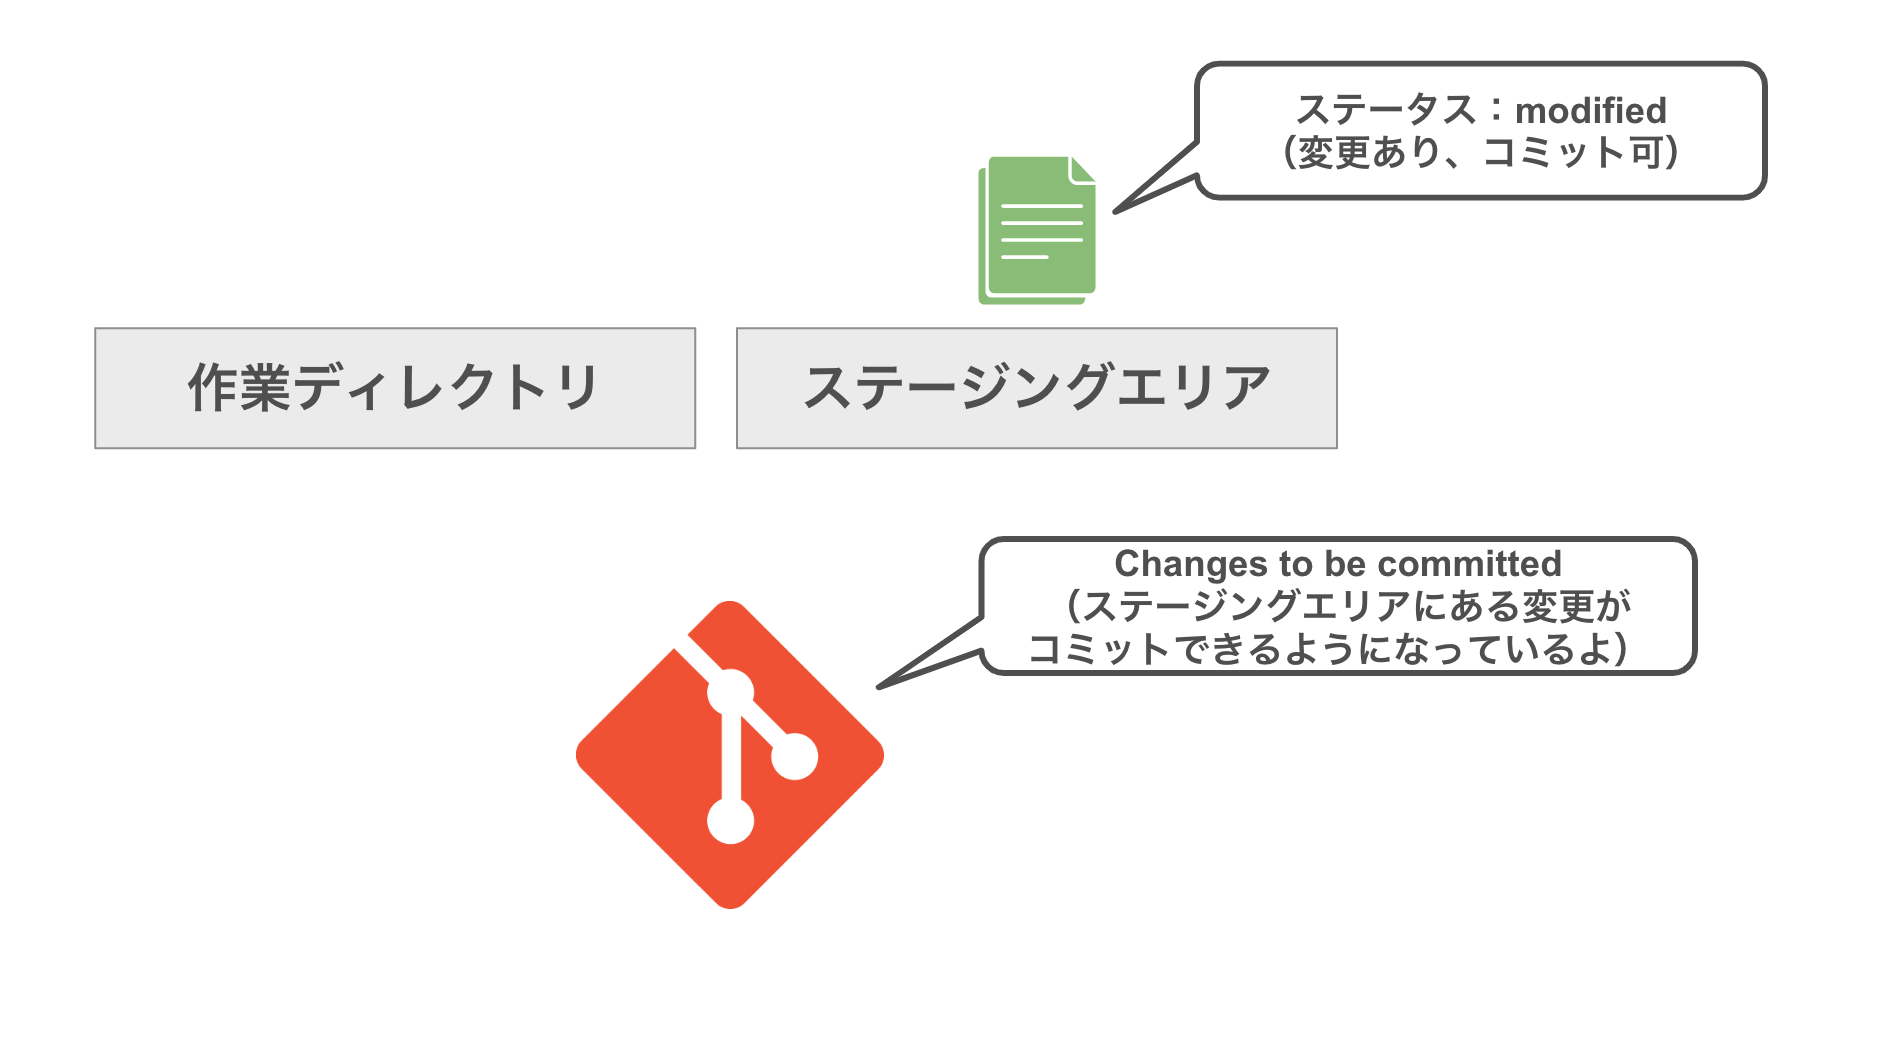 ステータス：modified
（変更あり、コミット可）
作業ディレクトリ
ステージングエリア
Changes to be committed
（ステージングエリアにある変更が
コミットできるようになっているよ）